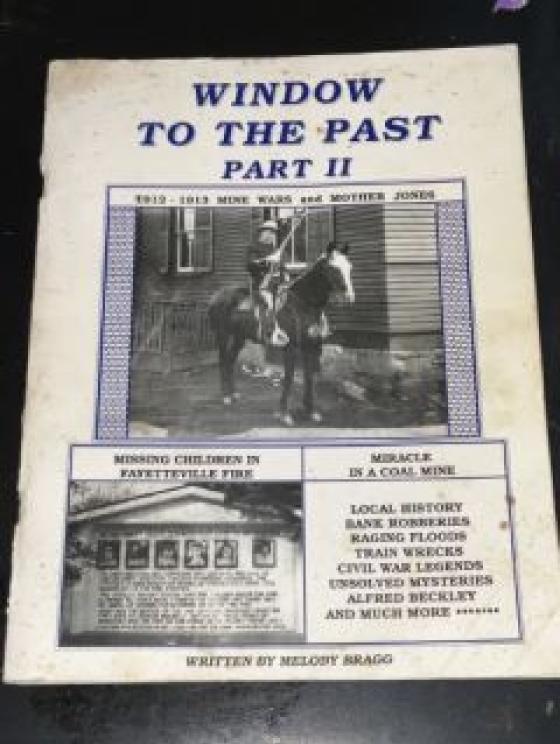 WINDOW
TO THE PAST
PART II
1912 - 1913 MINE WARS and MOTHER JONES
MISSING CHILDREN IN
FAYETTEVILLE FIRE
MIRACLE
IN A COAL MINE
LOCAL HISTORY
BANK ROBBERIES
RAGING FLOODS
TRAIN WRECKS
CIVIL WAR LEGENDS
UNSOLVED MYSTERIES
ALFRED BECKLEY
AND MUCH MORE *******
WRITTEN BY MELODY BRAGG